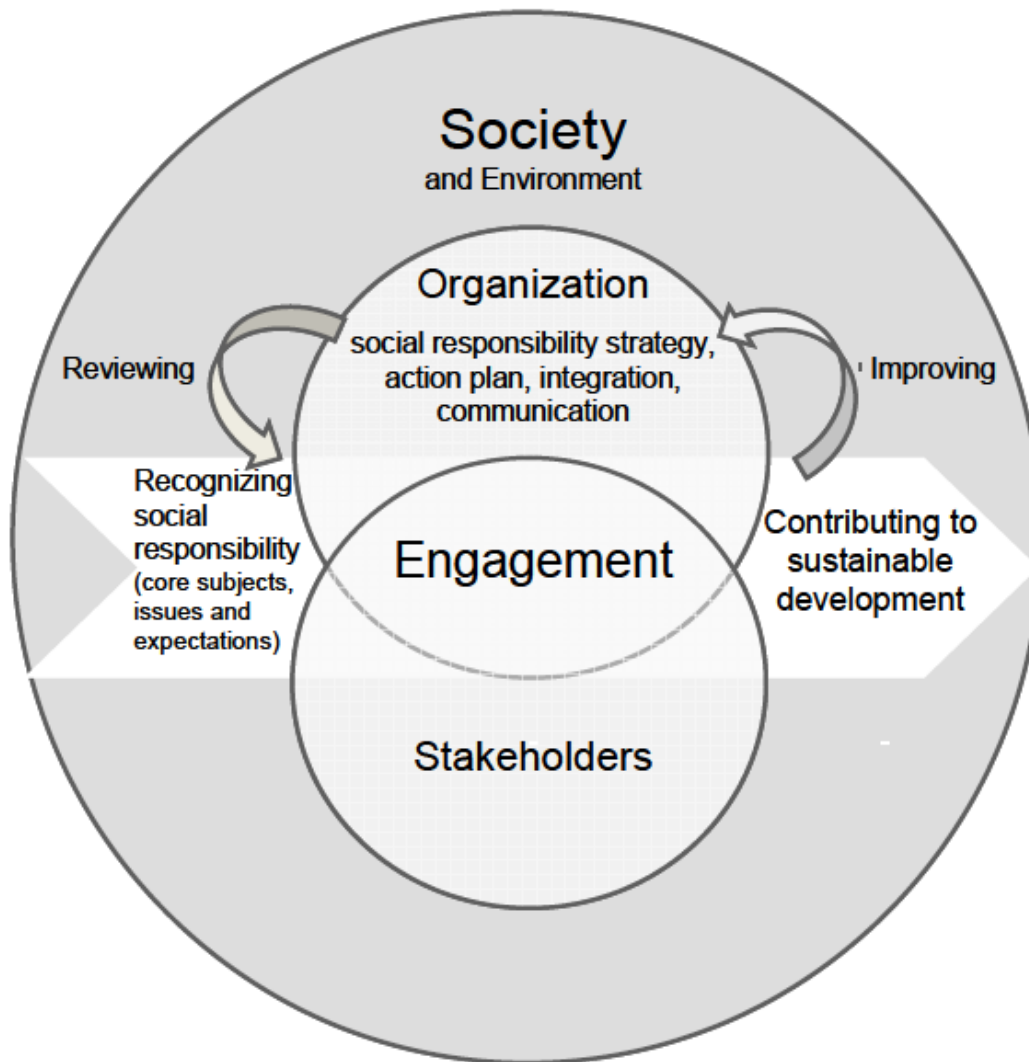 Society
and Environment
Organization
social responsibility strategy,
action plan, integration,
communication
Reviewing
Improving
Recognizing
social
responsibility
(core subjects,
issues and
expectations)
Engagement
Contributing to
sustainable
development
Stakeholders